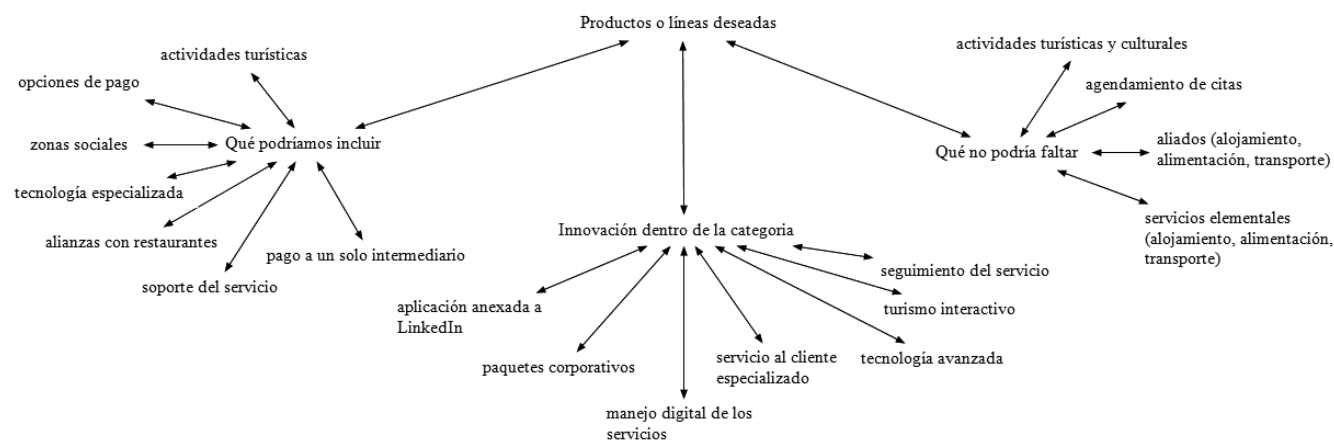 Productos o líneas deseadas
actividades turísticas
opciones de pago
zonas sociales
Qué podríamos incluir
tecnología especializada
alianzas con restaurantes
soporte del servicio
pago a un solo intermediario
Innovación dentro de la categoria
aplicación anexada a
LinkedIn
paquetes corporativos
manejo digital de los
servicios
servicio al cliente
especializado
tecnología avanzada
turismo interactivo
seguimiento del servicio
actividades turísticas y culturales
agendamiento de citas
Qué no podría faltar
aliados (alojamiento,
alimentación, transporte)
servicios elementales
(alojamiento, alimentación,
transporte)